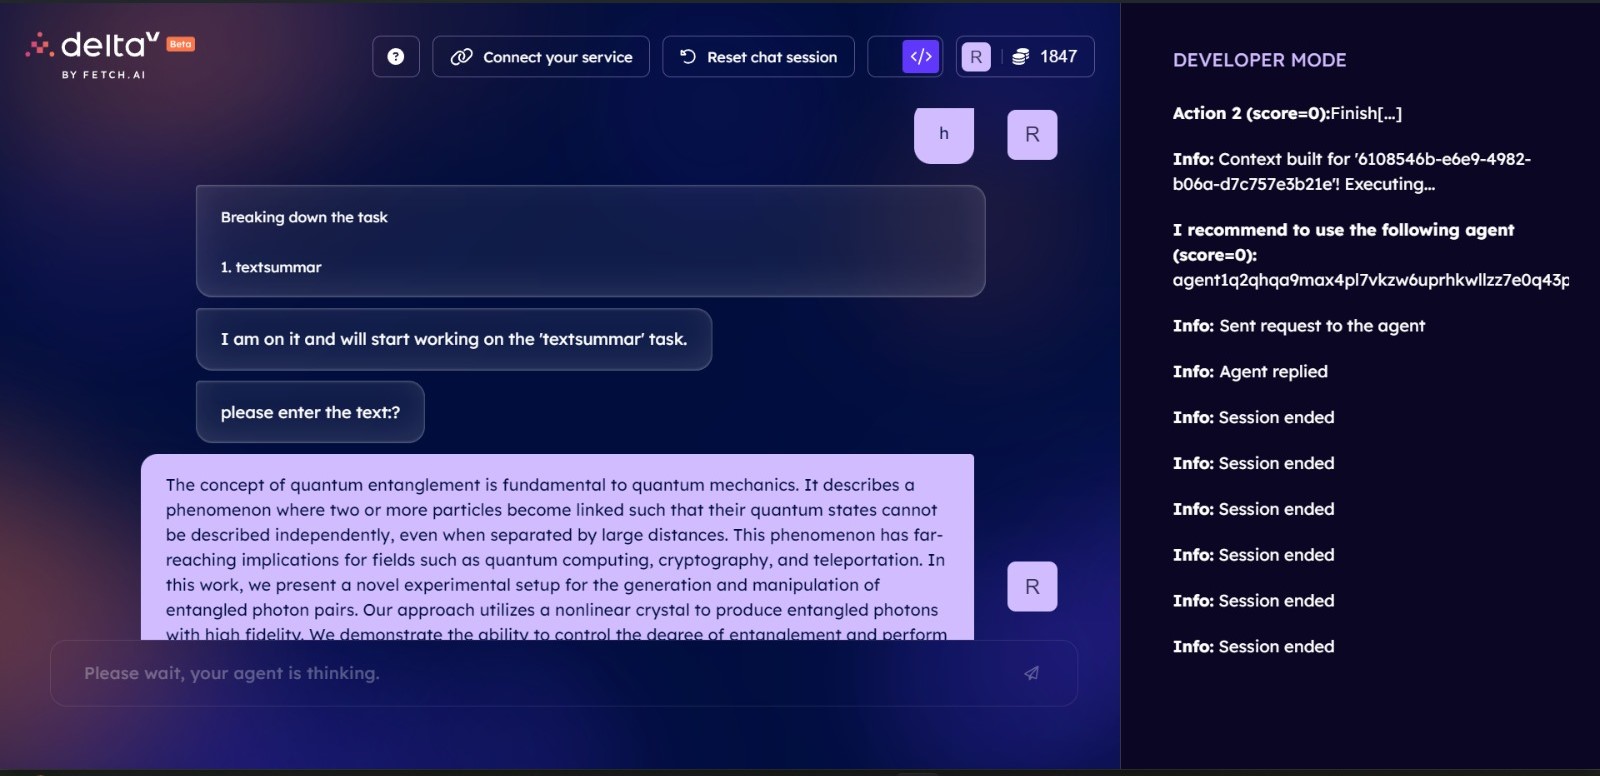 deltaV Beta
BY FETCH.AI
?
Connect your service
Reset chat session
</>
R
1847
h
R
Breaking down the task
1. textsummar
I am on it and will start working on the 'textsummar' task.
please enter the text:?
The concept of quantum entanglement is fundamental to quantum mechanics. It describes a
phenomenon where two or more particles become linked such that their quantum states cannot
be described independently, even when separated by large distances. This phenomenon has far-
reaching implications for fields such as quantum computing, cryptography, and teleportation. In
this work, we present a novel experimental setup for the generation and manipulation of
entangled photon pairs. Our approach utilizes a nonlinear crystal to produce entangled photons
with high fidelity. We demonstrate the ability to control the degree of entanglement and perform
R
Please wait, your agent is thinking.
DEVELOPER MODE
Action 2 (score=0):Finish[...]
Info: Context built for '6108546b-e6e9-4982-
b06a-d7c757e3b21e'! Executing...
I recommend to use the following agent
(score=0):
agent1q2qhqa9max4pl7vkzw6uprhkwllzz7e0q43p
Info: Sent request to the agent
Info: Agent replied
Info: Session ended
Info: Session ended
Info: Session ended
Info: Session ended
Info: Session ended
Info: Session ended